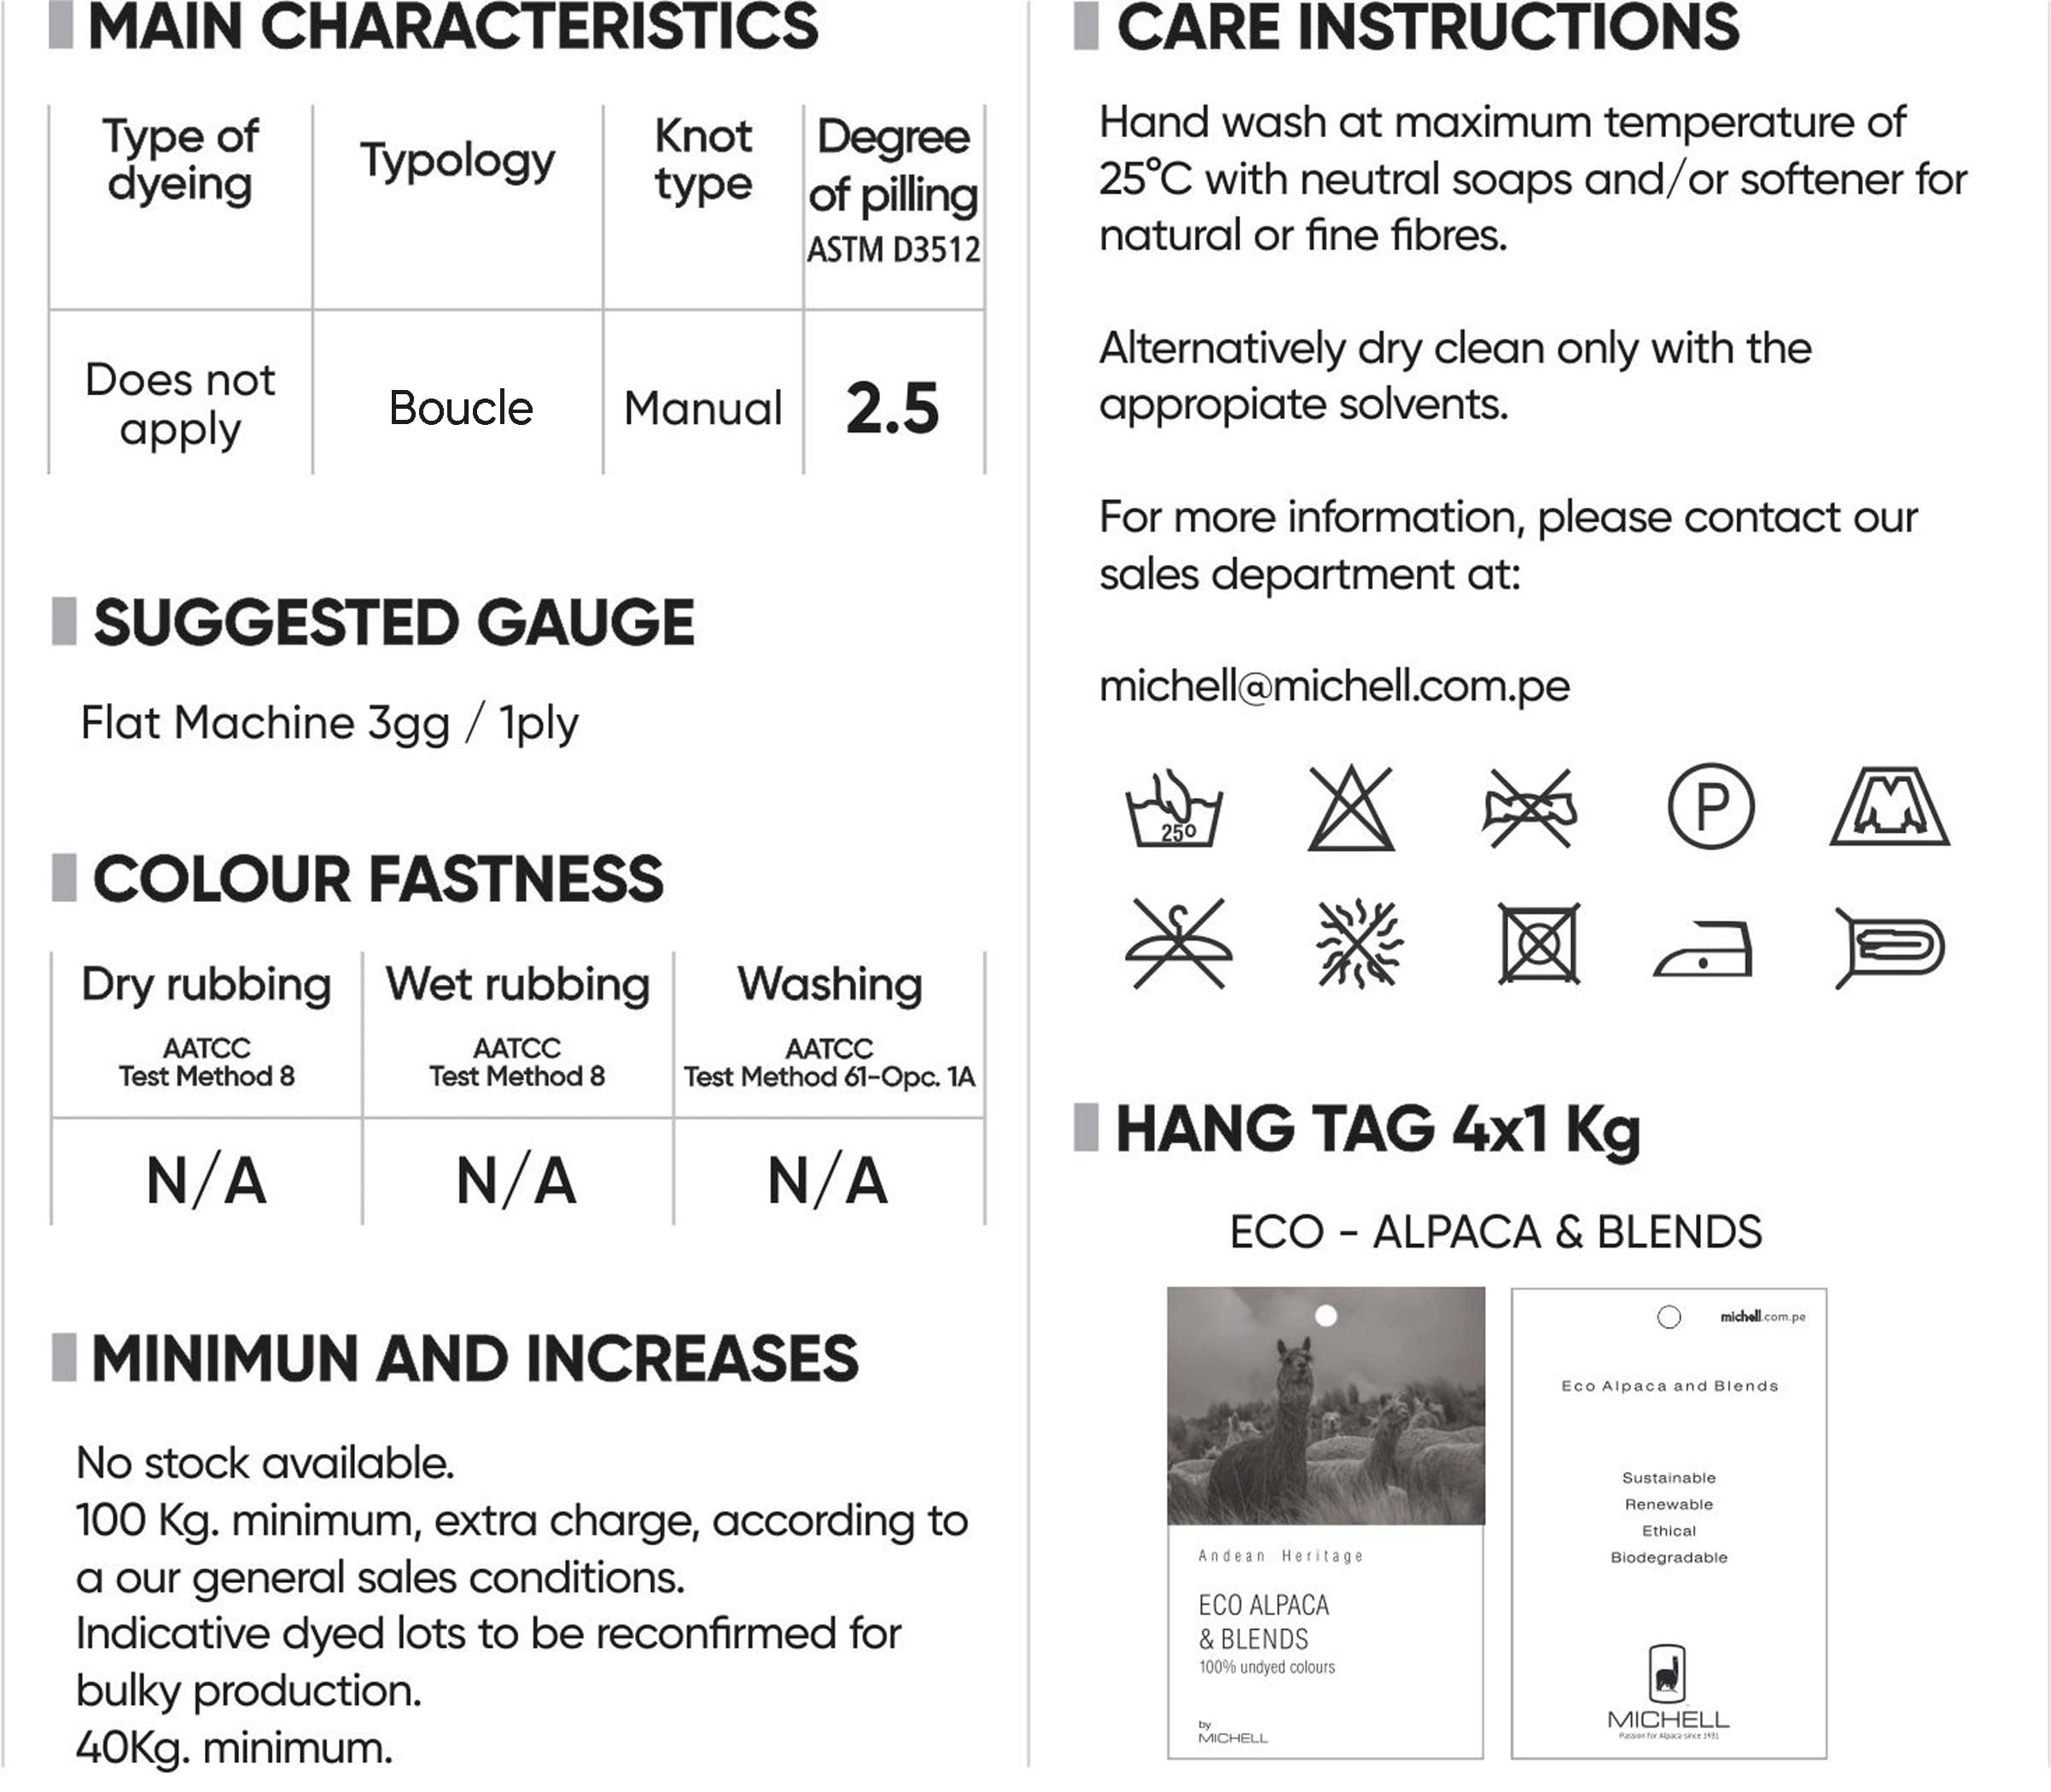 MAIN CHARACTERISTICS
Type of
dyeing
Typology
Knot
type
Degree
of pilling
ASTM D3512
Does not
apply
Boucle
Manual
2.5
SUGGESTED GAUGE
Flat Machine 3gg / 1ply
COLOUR FASTNESS
Dry rubbing
AATCC
Test Method 8
Wet rubbing
AATCC
Test Method 8
Washing
AATCC
Test Method 61-Opc. 1A
N/A
N/A
N/A
MINIMUN AND INCREASES
No stock available.
100 Kg. minimum, extra charge, according to
a our general sales conditions.
Indicative dyed lots to be reconfirmed for
bulky production.
40Kg. minimum.
CARE INSTRUCTIONS
Hand wash at maximum temperature of
25°C with neutral soaps and/or softener for
natural or fine fibres.
Alternatively dry clean only with the
appropiate solvents.
For more information, please contact our
sales department at:
michell@michell.com.pe
25º
P
HANG TAG 4x1 Kg
ECO - ALPACA & BLENDS
Andean Heritage
ECO ALPACA
& BLENDS
100% undyed colours
by
MICHELL
michell.com.pe
Eco Alpaca and Blends
Sustainable
Renewable
Ethical
Biodegradable
MICHELL
Passion for Alpaca since 1931